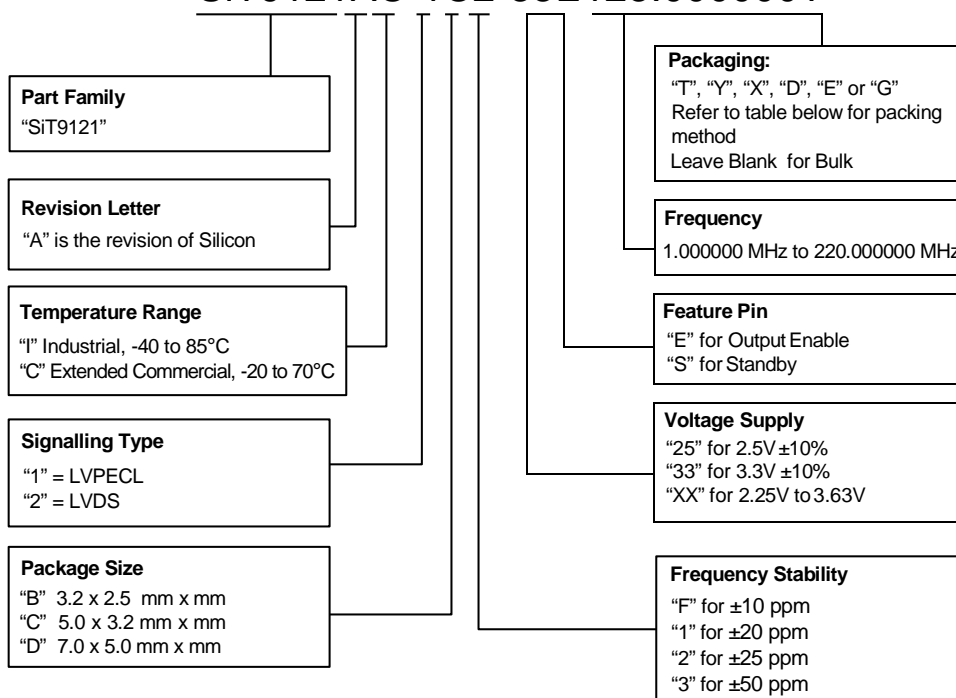 Part Family
"SiT9121"
Revision Letter
"A" is the revision of Silicon
Temperature Range
"I" Industrial, -40 to 85°C
"C" Extended Commercial, -20 to 70°C
Signalling Type
"1" = LVPECL
"2" = LVDS
Package Size
"B" 3.2 x 2.5 mm x mm
"C" 5.0 x 3.2 mm x mm
"D" 7.0 x 5.0 mm x mm
Packaging:
"T", "Y", "X", "D", "E" or "G"
Refer to table below for packing
method
Leave Blank for Bulk
Frequency
1.000000 MHz to 220.000000 MHz
Feature Pin
"E" for Output Enable
"S" for Standby
Voltage Supply
"25" for 2.5V ±10%
"33" for 3.3V ±10%
"XX" for 2.25V to 3.63V
Frequency Stability
"F" for ±10 ppm
"1" for ±20 ppm
"2" for ±25 ppm
"3" for ±50 ppm